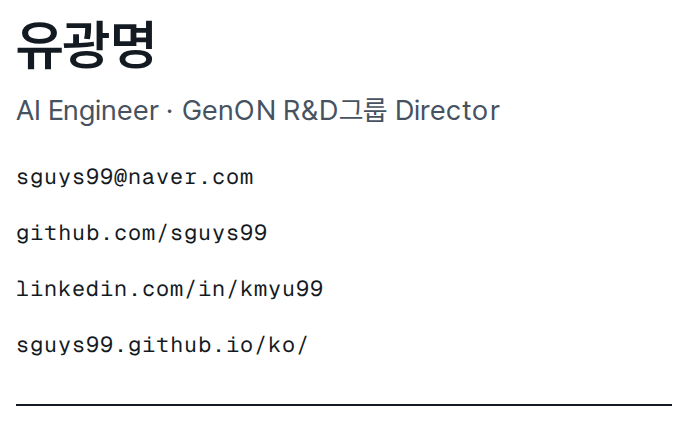 유광명
AI Engineer · GenON R&D그룹 Director
sguys99@naver.com
github.com/sguys99
linkedin.com/in/kmyu99
sguys99.github.io/ko/